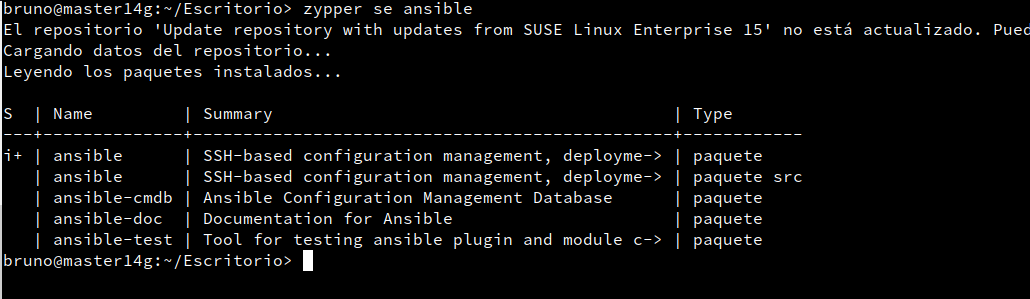 bruno@master14g:~/Escritorio> zypper se ansible
El repositorio 'Update repository with updates from SUSE Linux Enterprise 15' no está actualizado. Pued
Cargando datos del repositorio...
Leyendo los paquetes instalados...
S  | Name         | Summary                                      | Type
---+--------------+----------------------------------------------+------------
i+ | ansible      | SSH-based configuration management, deployme-> | paquete
   | ansible      | SSH-based configuration management, deployme-> | paquete src
   | ansible-cmdb | Ansible Configuration Management Database      | paquete
   | ansible-doc  | Documentation for Ansible                      | paquete
   | ansible-test | Tool for testing ansible plugin and module c-> | paquete
bruno@master14g:~/Escritorio>